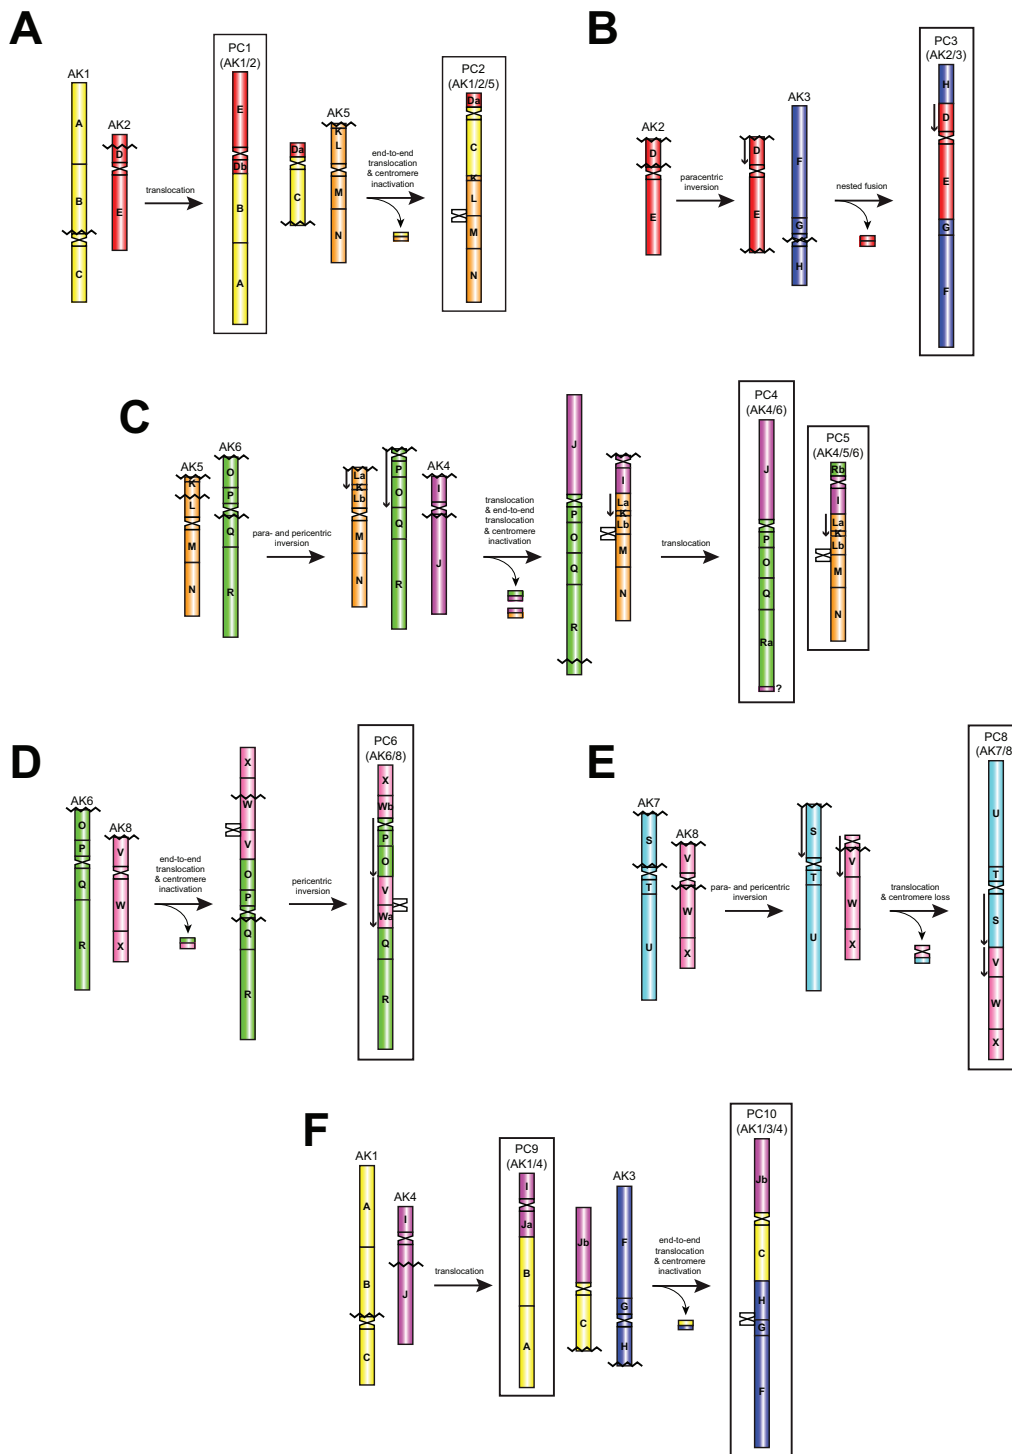 A
AK1
A
B
C
AK2
D
E
translocation
PC1
(AK1/2)
E
Db
B
A
Da
C
AK5
K
L
M
N
end-to-end
translocation
& centromere
inactivation
PC2
(AK1/2/5)
Da
C
K
L
M
N
B
AK2
D
E
paracentric
inversion
D
E
AK3
F
G
H
nested fusion
PC3
(AK2/3)
H
D
E
G
F
C
AK5
K
L
M
N
AK6
O
P
Q
R
para- and pericentric
inversion
La
K
Lb
M
N
P
O
Q
R
AK4
I
J
translocation
& end-to-end
translocation
& centromere
inactivation
J
P
O
Q
R
I
La
K
Lb
M
N
translocation
PC4
(AK4/6)
J
P
O
Q
Ra
?
PC5
(AK4/5/6)
Rb
I
La
K
Lb
M
N
D
AK6
O
P
Q
R
AK8
V
W
X
end-to-end
translocation
& centromere
inactivation
X
W
V
O
P
Q
R
pericentric
inversion
PC6
(AK6/8)
X
Wb
P
O
V
Wa
Q
R
E
AK7
S
T
U
AK8
V
W
X
para- and pericentric
inversion
S
T
U
V
W
X
translocation
& centromere loss
PC8
(AK7/8)
U
T
S
V
W
X
F
AK1
A
B
C
AK4
I
J
translocation
PC9
(AK1/4)
I
Ja
B
A
Jb
C
AK3
F
G
H
end-to-end
translocation
& centromere
inactivation
PC10
(AK1/3/4)
Jb
C
H
G
F